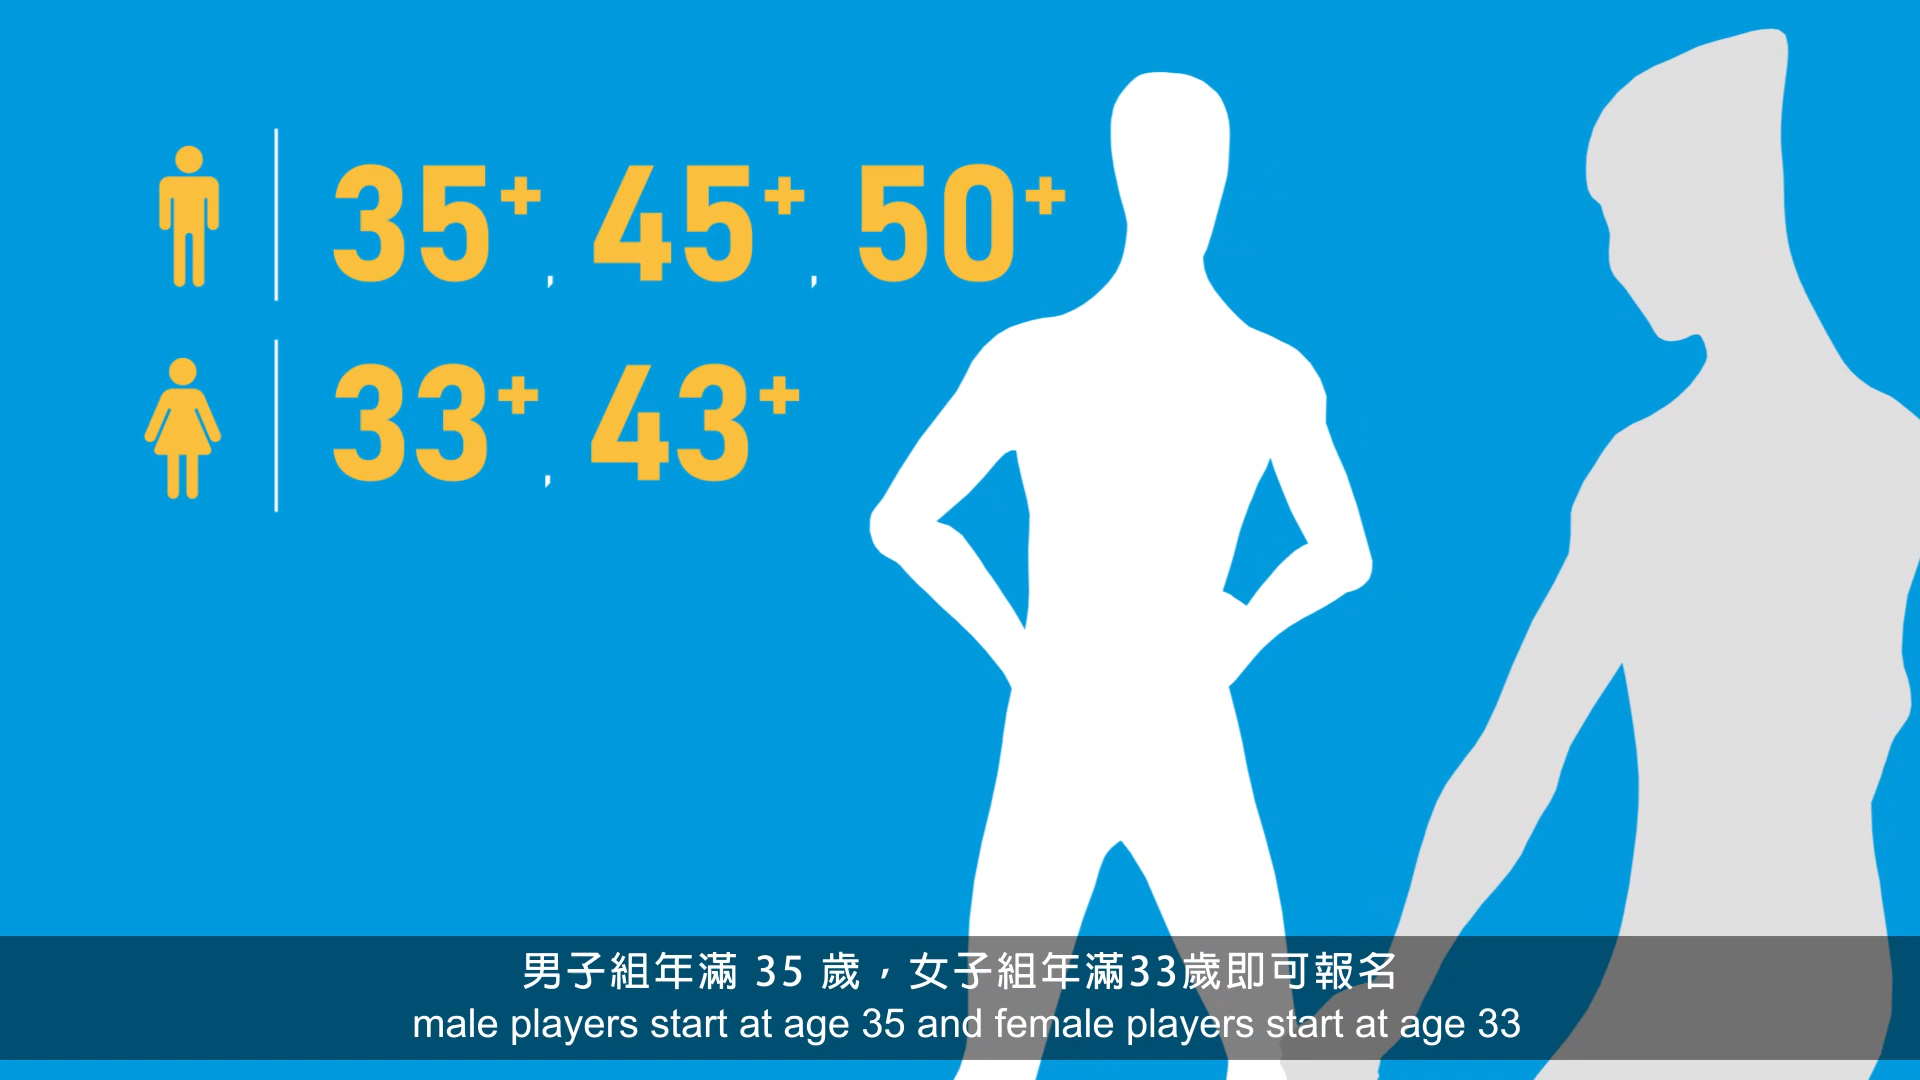 35+, 45+, 50+
33+, 43+
男子組年滿 35 歲，女子組年滿33歲即可報名
male players start at age 35 and female players start at age 33